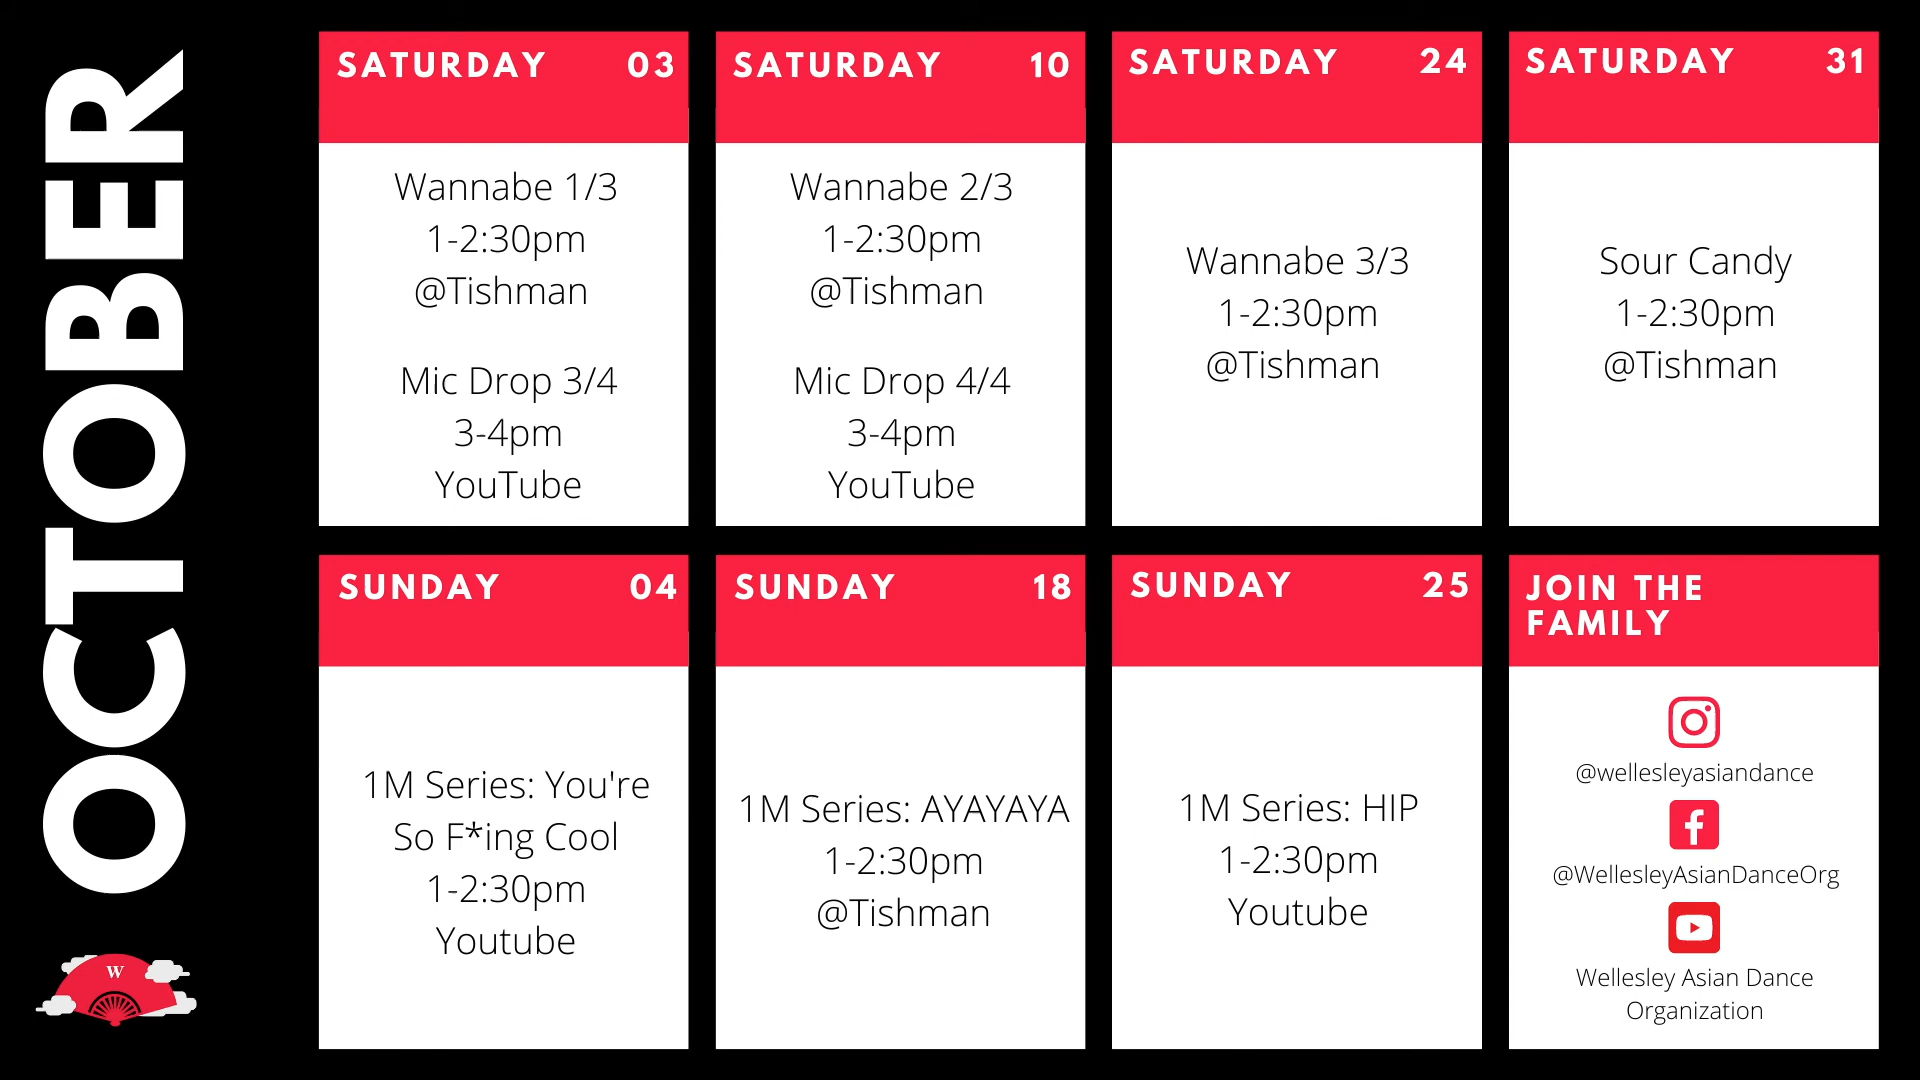 OCTOBER
SATURDAY 03
Wannabe 1/3
1-2:30pm
@Tishman
Mic Drop 3/4
3-4pm
YouTube
SATURDAY 10
Wannabe 2/3
1-2:30pm
@Tishman
Mic Drop 4/4
3-4pm
YouTube
SATURDAY 24
Wannabe 3/3
1-2:30pm
@Tishman
SATURDAY 31
Sour Candy
1-2:30pm
@Tishman
SUNDAY 04
1M Series: You're
So F*ing Cool
1-2:30pm
Youtube
SUNDAY 18
1M Series: AYAYAYA
1-2:30pm
@Tishman
SUNDAY 25
1M Series: HIP
1-2:30pm
Youtube
JOIN THE
FAMILY
@wellesleyasiandance
@WellesleyAsianDanceOrg
Wellesley Asian Dance
Organization
W